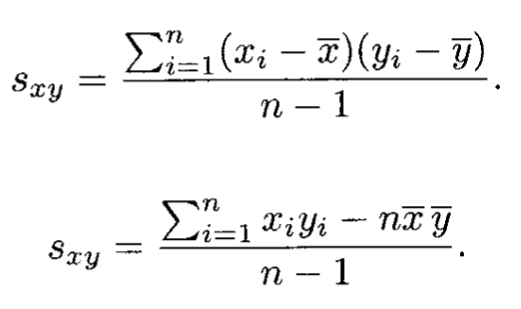 s_{xy} = \frac{\sum_{i=1}^{n}(x_i - \overline{x})(y_i - \overline{y})}{n - 1}.
s_{xy} = \frac{\sum_{i=1}^{n} x_i y_i - n\overline{x}\,\overline{y}}{n - 1}.